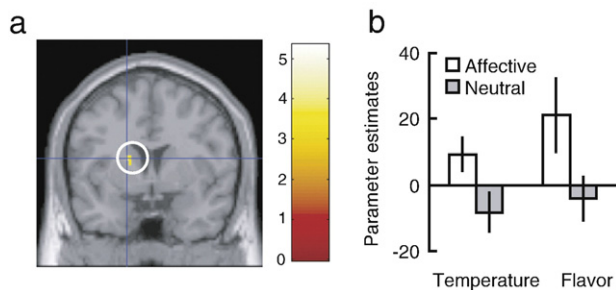 a
5
4
3
2
1
0
b
Parameter estimates
40
20
0
-20
Affective
Neutral
Temperature Flavor